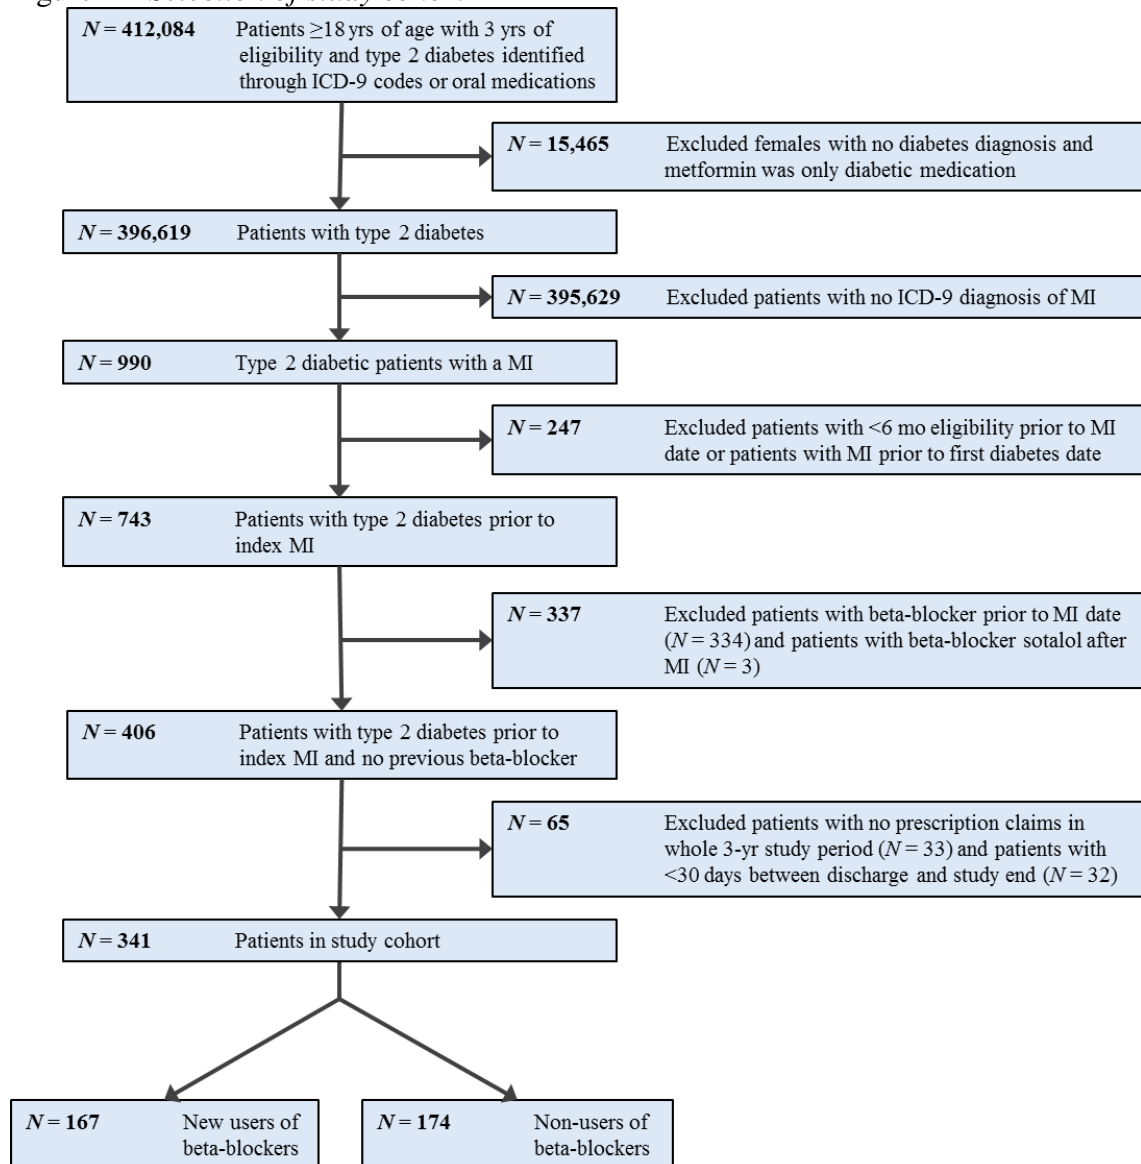 N = 412,084 Patients ≥18 yrs of age with 3 yrs of
eligibility and type 2 diabetes identified
through ICD-9 codes or oral medications
N = 15,465 Excluded females with no diabetes diagnosis and
metformin was only diabetic medication
N = 396,619 Patients with type 2 diabetes
N = 395,629 Excluded patients with no ICD-9 diagnosis of MI
N = 990 Type 2 diabetic patients with a MI
N = 247 Excluded patients with <6 mo eligibility prior to MI
date or patients with MI prior to first diabetes date
N = 743 Patients with type 2 diabetes prior to
index MI
N = 337 Excluded patients with beta-blocker prior to MI date
(N = 334) and patients with beta-blocker sotalol after
MI (N = 3)
N = 406 Patients with type 2 diabetes prior to
index MI and no previous beta-blocker
N = 65 Excluded patients with no prescription claims in
whole 3-yr study period (N = 33) and patients with
<30 days between discharge and study end (N = 32)
N = 341 Patients in study cohort
N = 167 New users of
beta-blockers
N = 174 Non-users of
beta-blockers